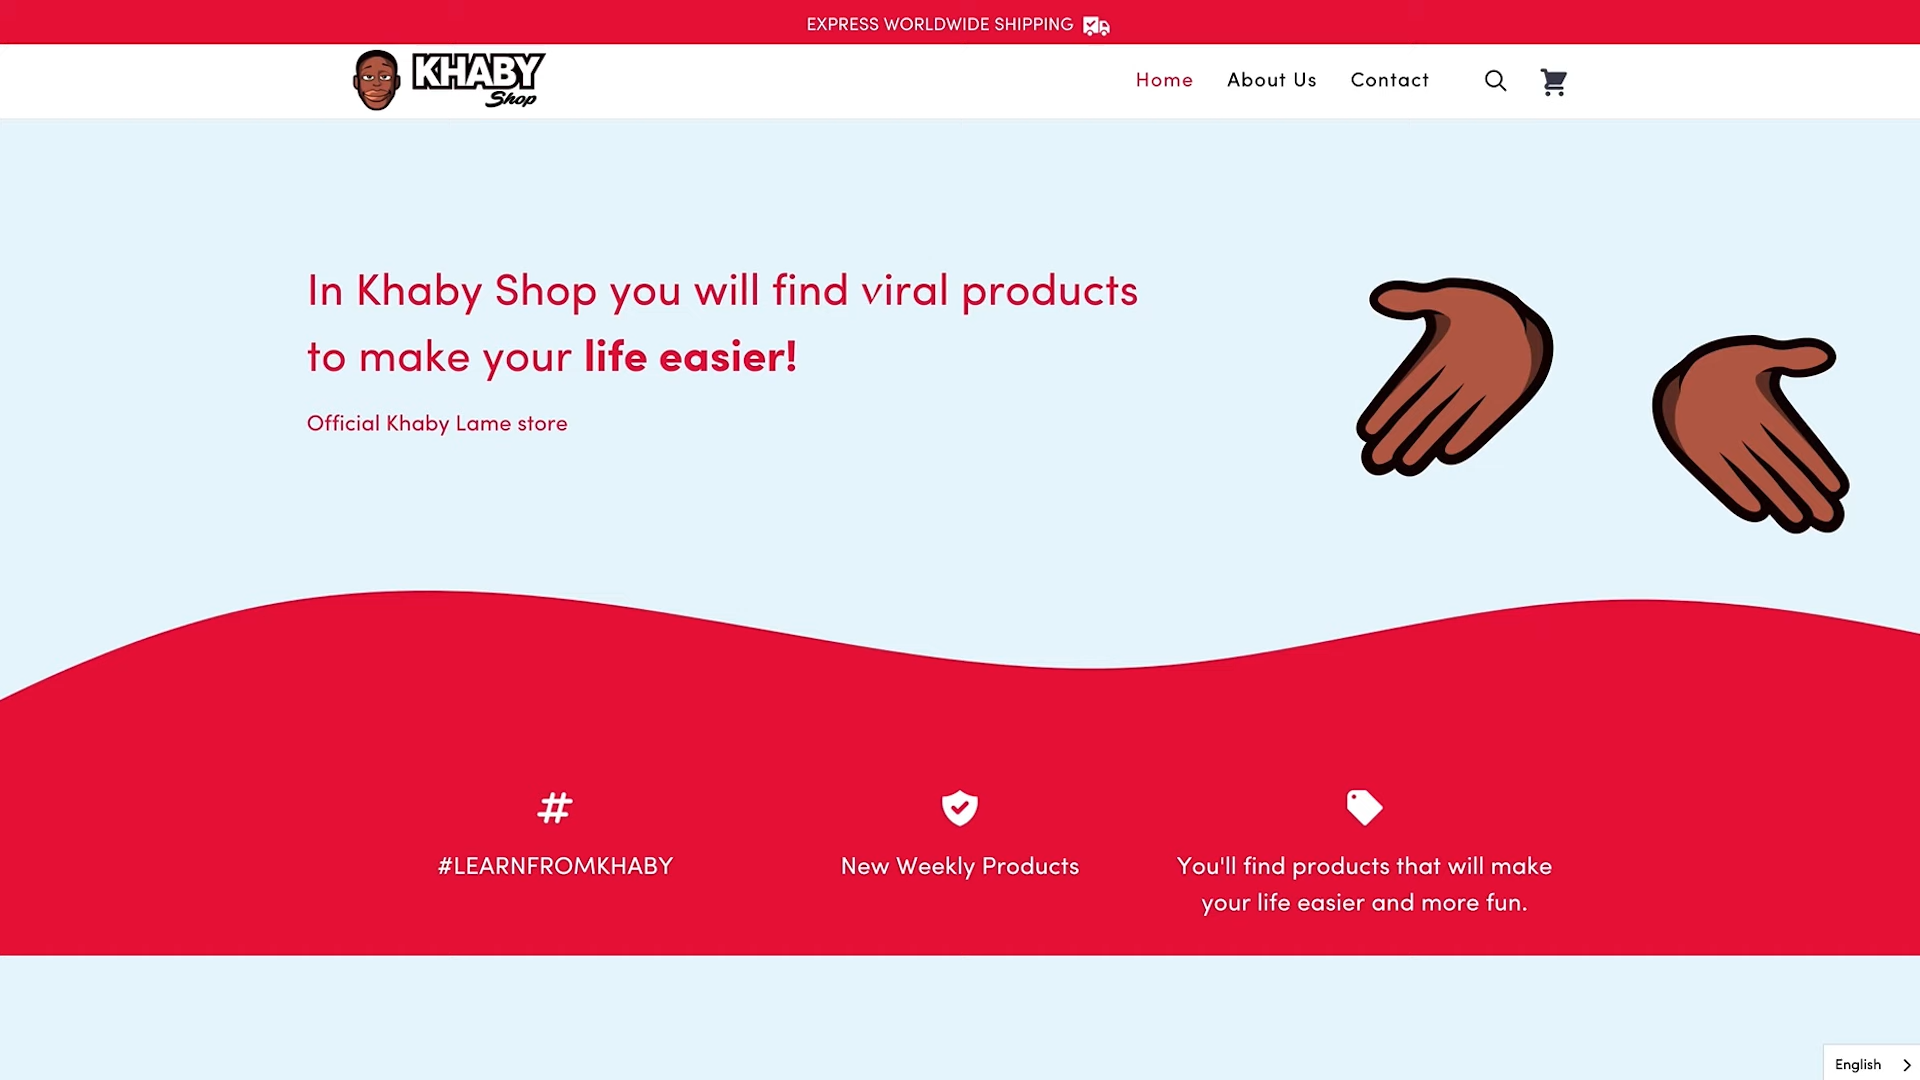 EXPRESS WORLDWIDE SHIPPING
KHABY
Shop
Home
About Us
Contact
In Khaby Shop you will find viral products
to make your life easier!
Official Khaby Lame store
#
#LEARNFROMKHABY
New Weekly Products
You'll find products that will make
your life easier and more fun.
English